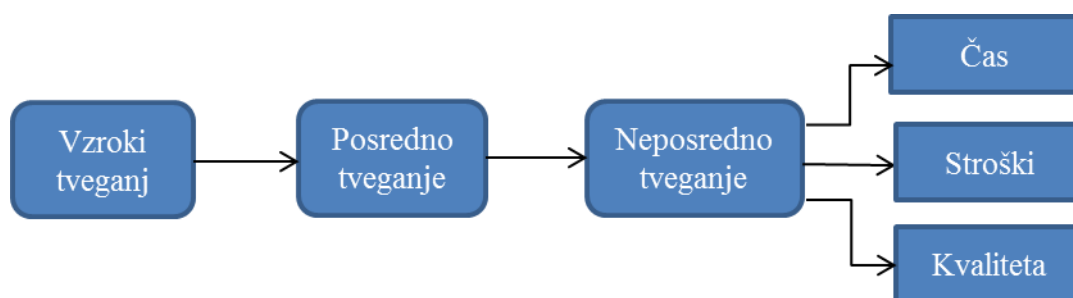 Vzroki
tveganj
Posredno
tveganje
Neposredno
tveganje
Čas
Stroški
Kvaliteta